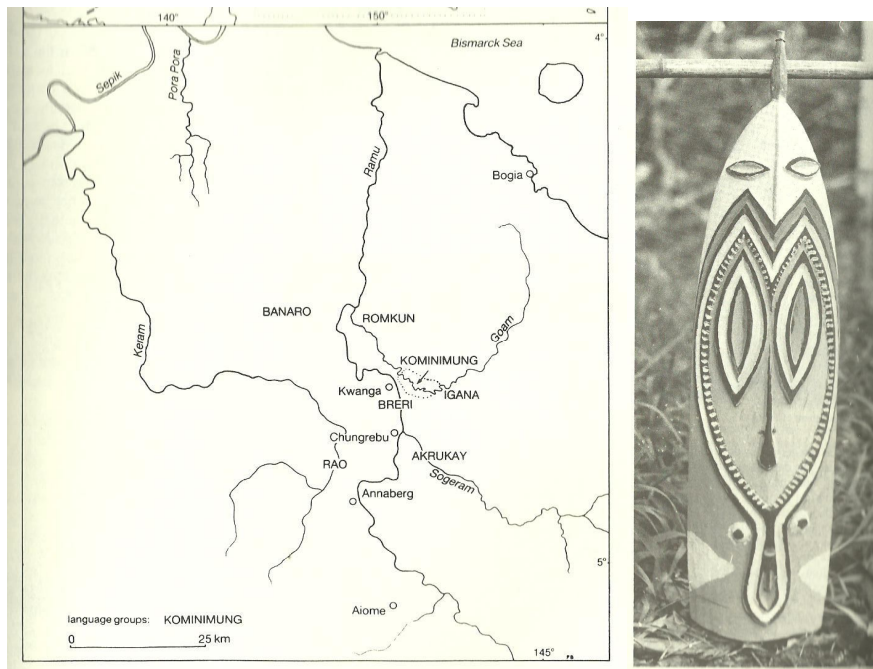 140° 150°
4°
Bismarck Sea
Sepik
Pora Pora
Ramu
Bogia
BANARO
ROMKUN
Goam
Keram
KOMINIMUNG
Kwanga
IGANA
BRERI
Chungrebu
AKRUKAY
RAO
Sogeram
Annaberg
5°
Aiome
language groups: KOMINIMUNG
0 25 km
145°